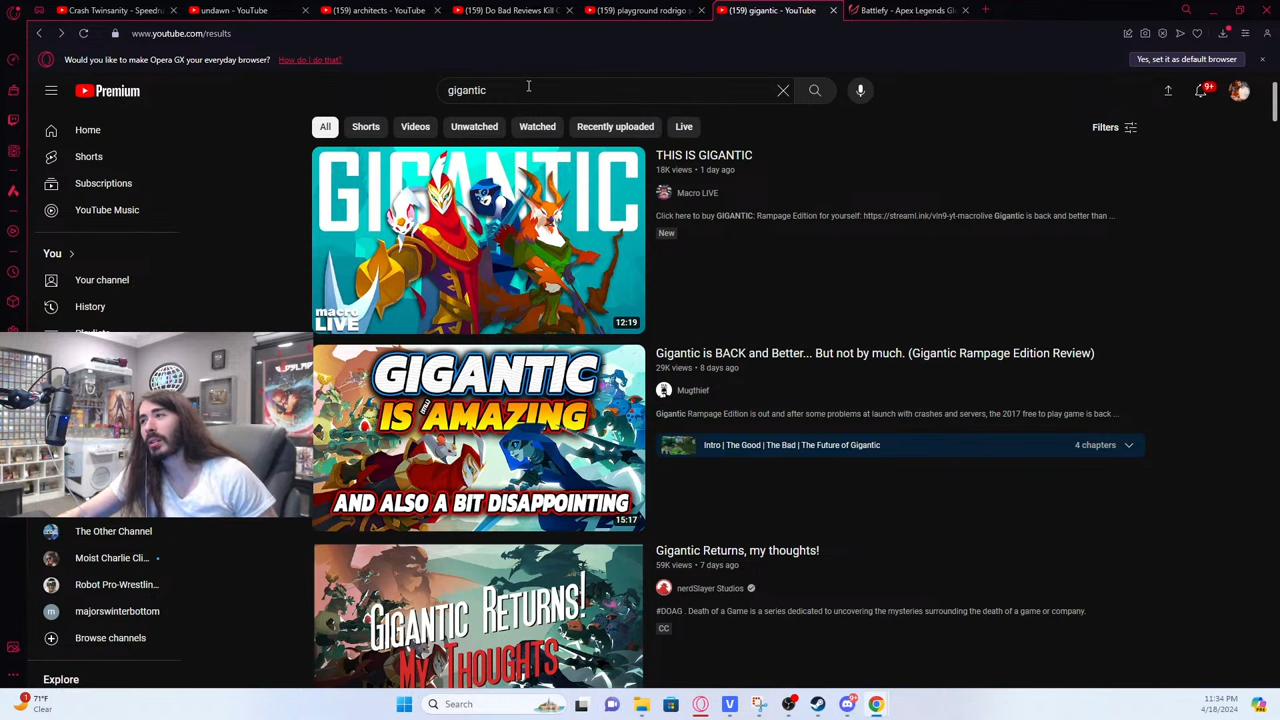 Crash Twinsanity - Speedru
undawn - YouTube
(159) architects - YouTube
(159) Do Bad Reviews Kill C
(159) playground rodrigo s
(159) gigantic - YouTube
Battlefy - Apex Legends Gl
www.youtube.com/results
Would you like to make Opera GX your everyday browser? How do I do that?
Yes, set it as default browser
Premium
gigantic
9+
All
Shorts
Videos
Unwatched
Watched
Recently uploaded
Live
Filters
Home
Shorts
Subscriptions
YouTube Music
You
Your channel
History
The Other Channel
Moist Charlie Cli...
Robot Pro-Wrestlin...
majorswinterbottom
Browse channels
Explore
GIGANTIC
macro
LIVE
12:19
THIS IS GIGANTIC
18K views • 1 day ago
Macro LIVE
Click here to buy GIGANTIC: Rampage Edition for yourself: https://streaml.ink/vln9-yt-macrolive Gigantic is back and better than ...
New
GIGANTIC
IS AMAZING
AND ALSO A BIT DISAPPOINTING
15:17
Gigantic is BACK and Better... But not by much. (Gigantic Rampage Edition Review)
29K views • 8 days ago
Mugthief
Gigantic Rampage Edition is out and after some problems at launch with crashes and servers, the 2017 free to play game is back ...
Intro | The Good | The Bad | The Future of Gigantic
4 chapters
GIGANTIC RETURNS!
MY THOUGHTS
Gigantic Returns, my thoughts!
59K views • 7 days ago
nerdSlayer Studios
#DOAG . Death of a Game is a series dedicated to uncovering the mysteries surrounding the death of a game or company.
CC
1
71°F
Clear
Search
11:34 PM
4/18/2024